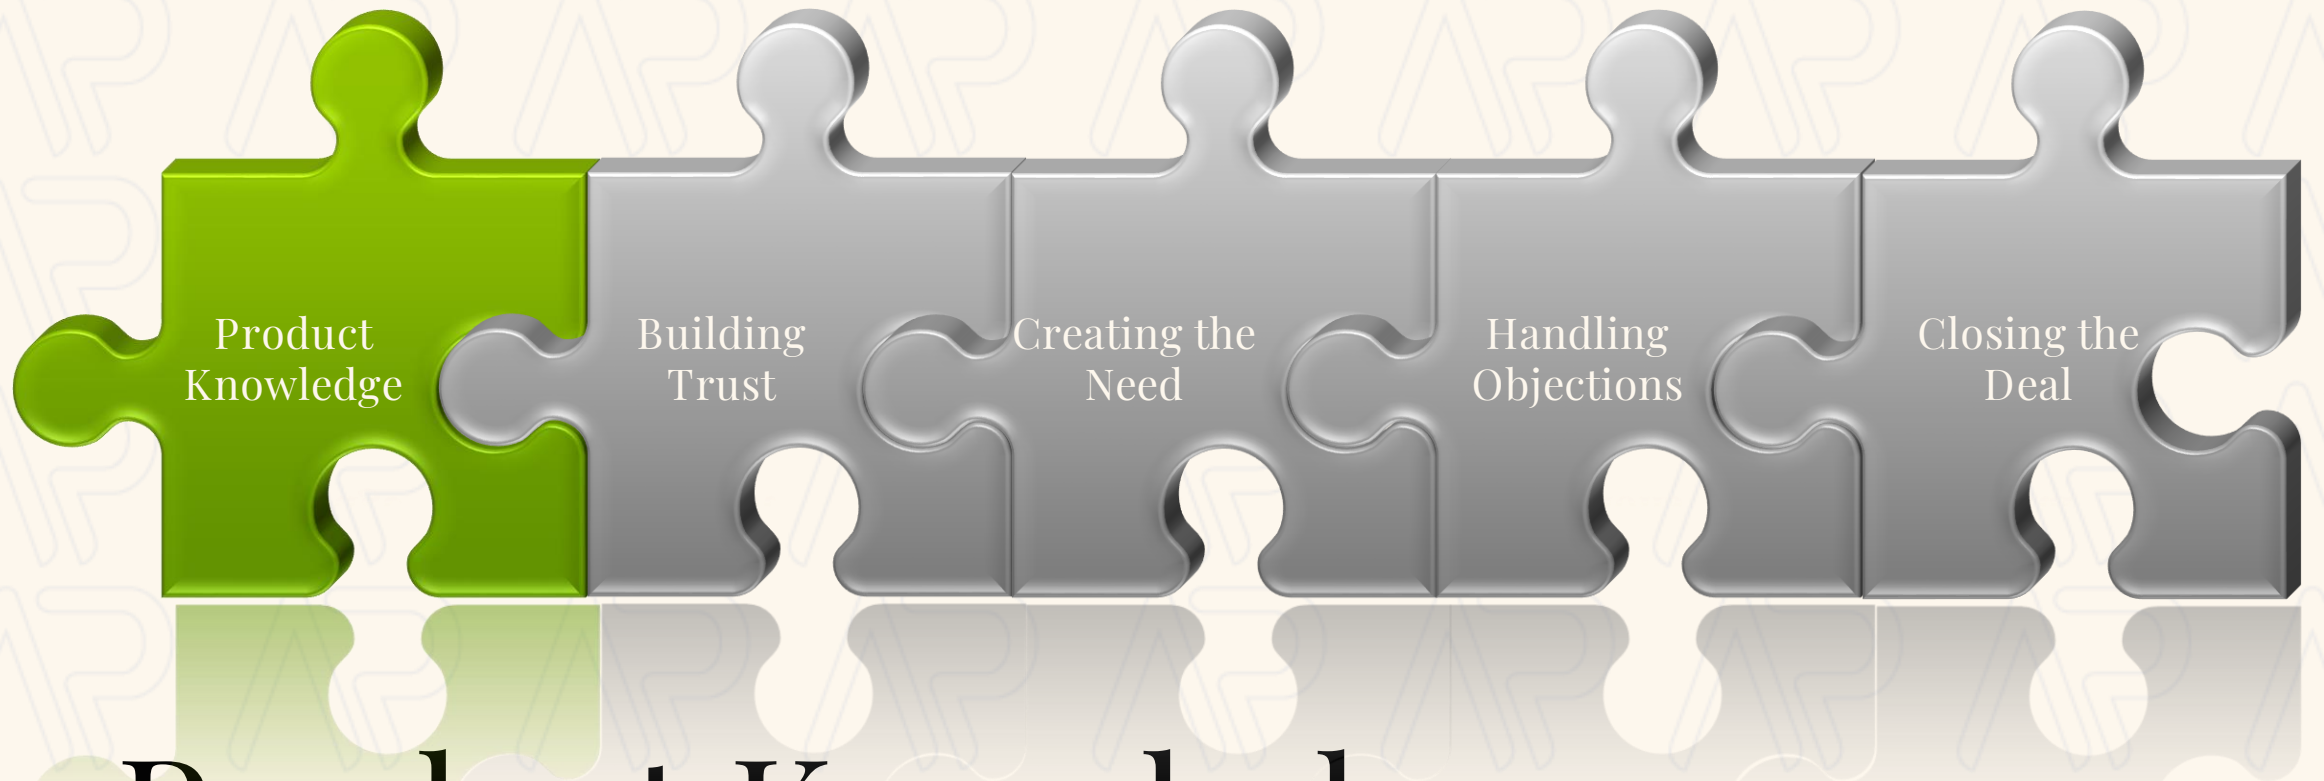 Product
Knowledge
Building
Trust
Creating the
Need
Handling
Objections
Closing the
Deal